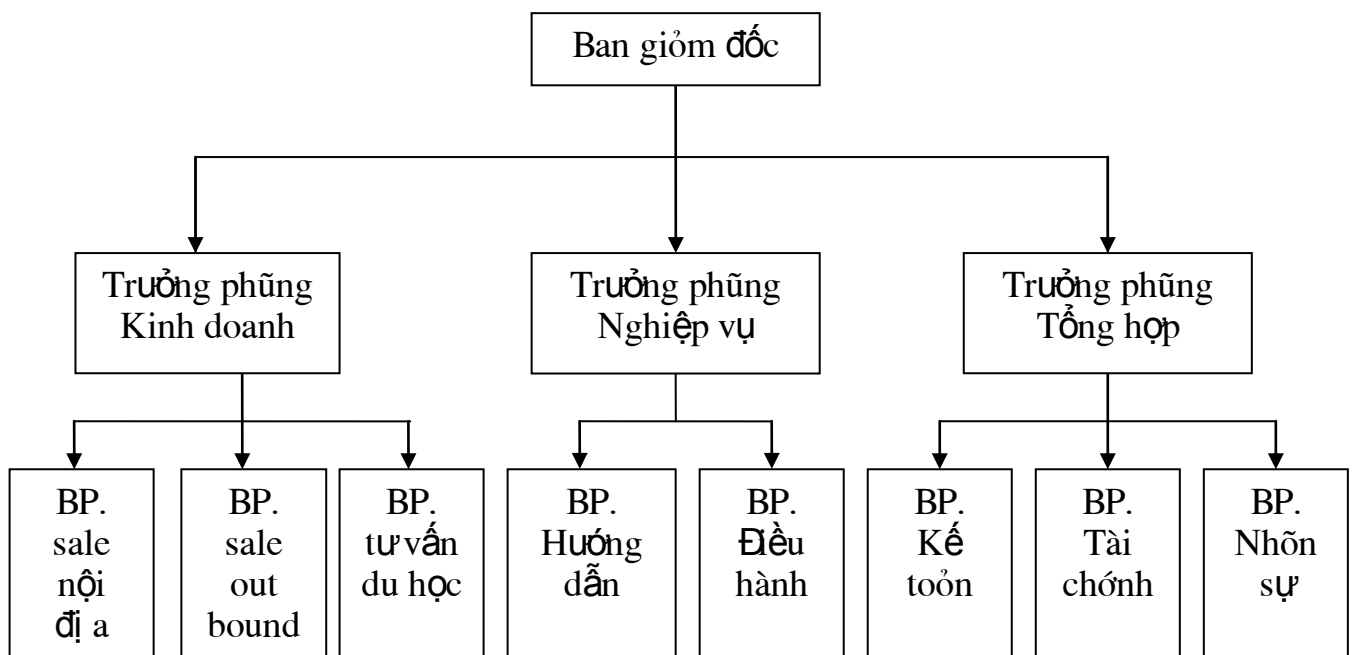 Ban giỏm đốc
Trưởng phũng
Kinh doanh
Trưởng phũng
Nghiệp vụ
Trưởng phũng
Tổng hợp
BP.
sale
nội
đị a
BP.
sale
out
bound
BP.
tư vấn
du học
BP.
Hướng
dẫn
BP.
Điều
hành
BP.
Kế
toỏn
BP.
Tài
chớnh
BP.
Nhõn
sự